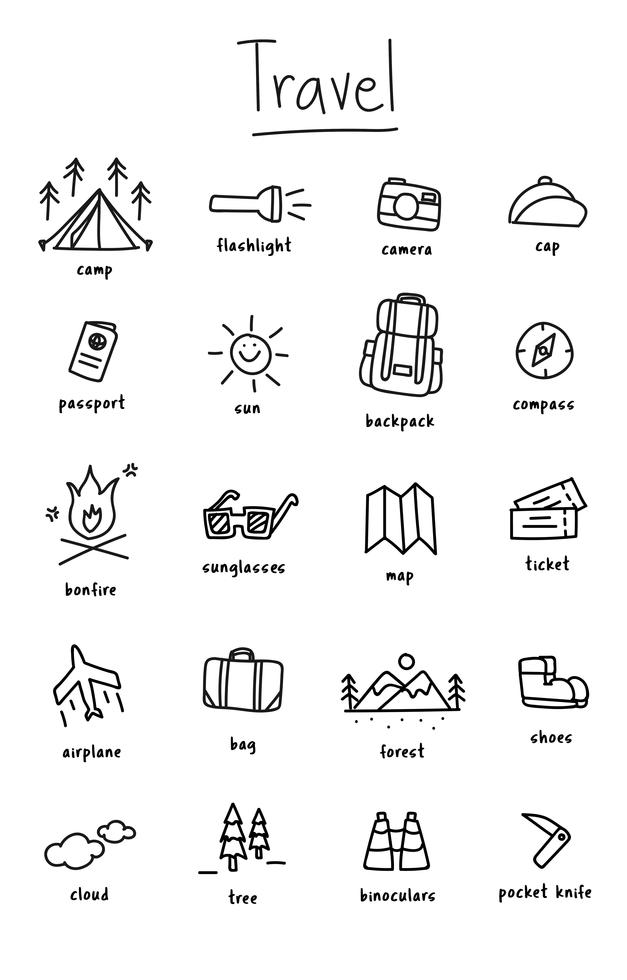 Travel
camp
flashlight
camera
cap
passport
sun
backpack
compass
bonfire
sunglasses
map
ticket
airplane
bag
forest
shoes
cloud
tree
binoculars
pocket knife